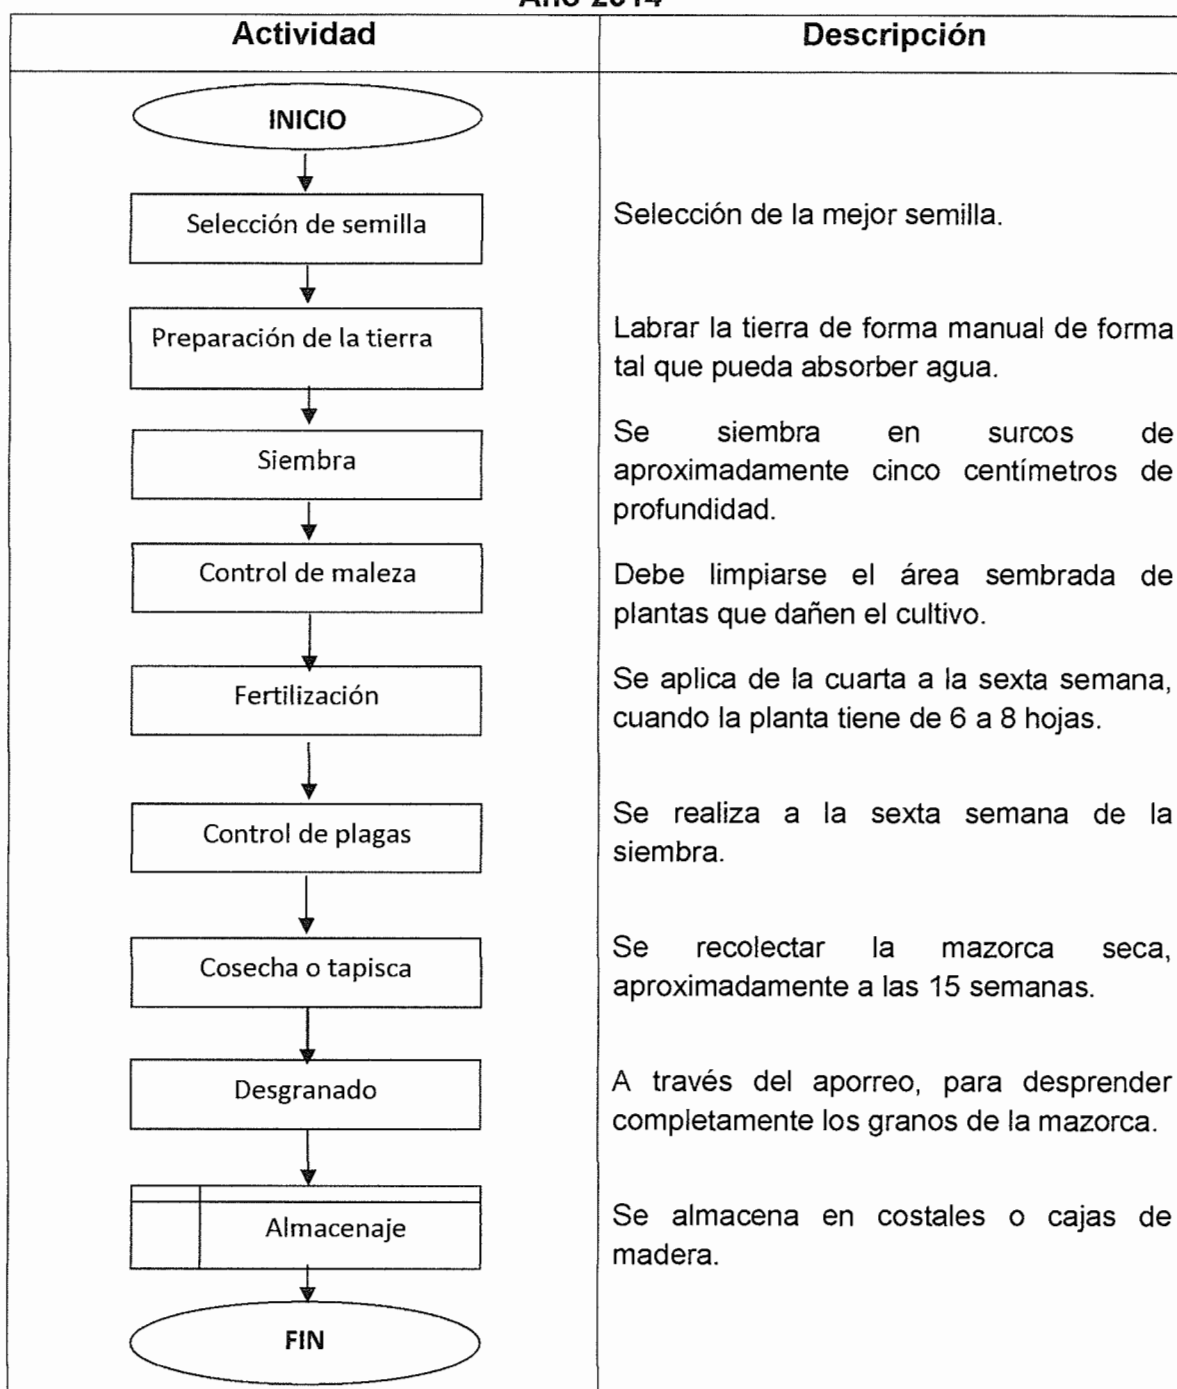 Año 2014
Actividad
Descripción
INICIO
Selección de semilla
Selección de la mejor semilla.
Preparación de la tierra
Labrar la tierra de forma manual de forma
tal que pueda absorber agua.
Siembra
Se siembra en surcos de
aproximadamente cinco centímetros de
profundidad.
Control de maleza
Debe limpiarse el área sembrada de
plantas que dañen el cultivo.
Fertilización
Se aplica de la cuarta a la sexta semana,
cuando la planta tiene de 6 a 8 hojas.
Control de plagas
Se realiza a la sexta semana de la
siembra.
Cosecha o tapisca
Se recolectar la mazorca seca,
aproximadamente a las 15 semanas.
Desgranado
A través del aporreo, para desprender
completamente los granos de la mazorca.
Almacenaje
Se almacena en costales o cajas de
madera.
FIN